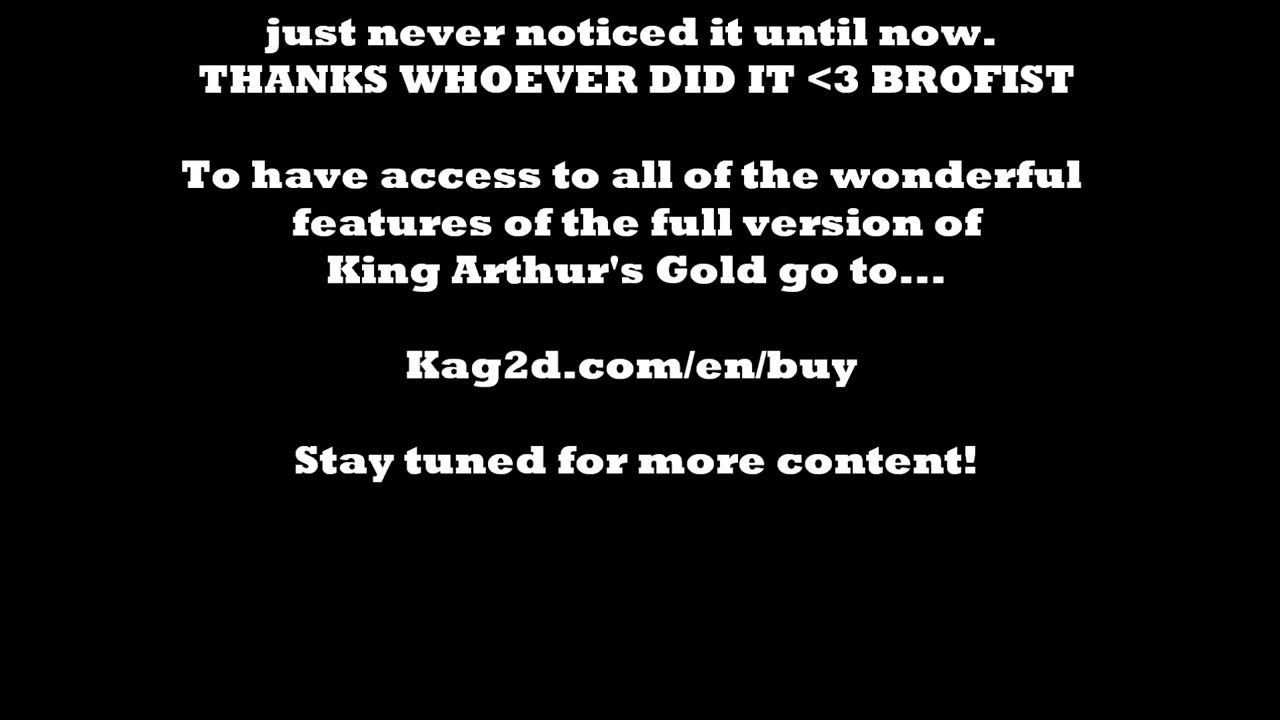 just never noticed it until now.
THANKS WHOEVER DID IT <3 BROFIST
To have access to all of the wonderful
features of the full version of
King Arthur's Gold go to...
Kag2d.com/en/buy
Stay tuned for more content!